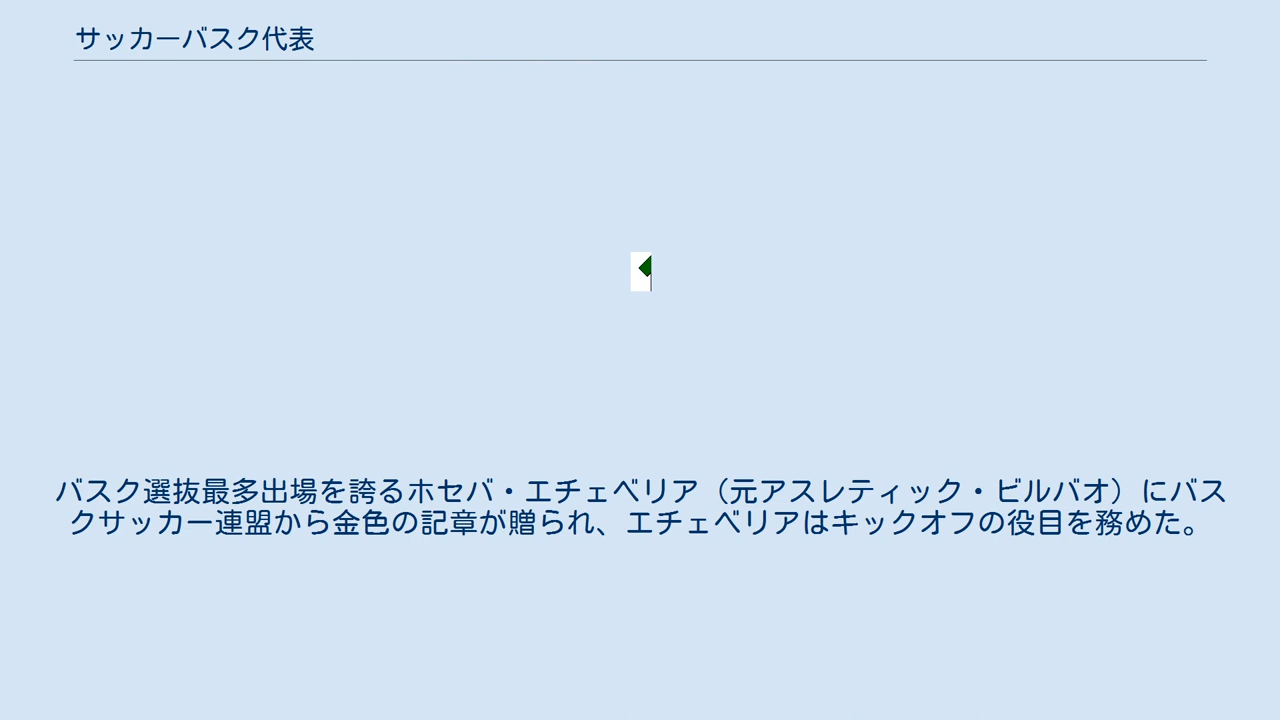 サッカーバスク代表
バスク選抜最多出場を誇るホセバ・エチェベリア（元アスレティック・ビルバオ）にバス
クサッカー連盟から金色の記章が贈られ、エチェベリアはキックオフの役目を務めた。